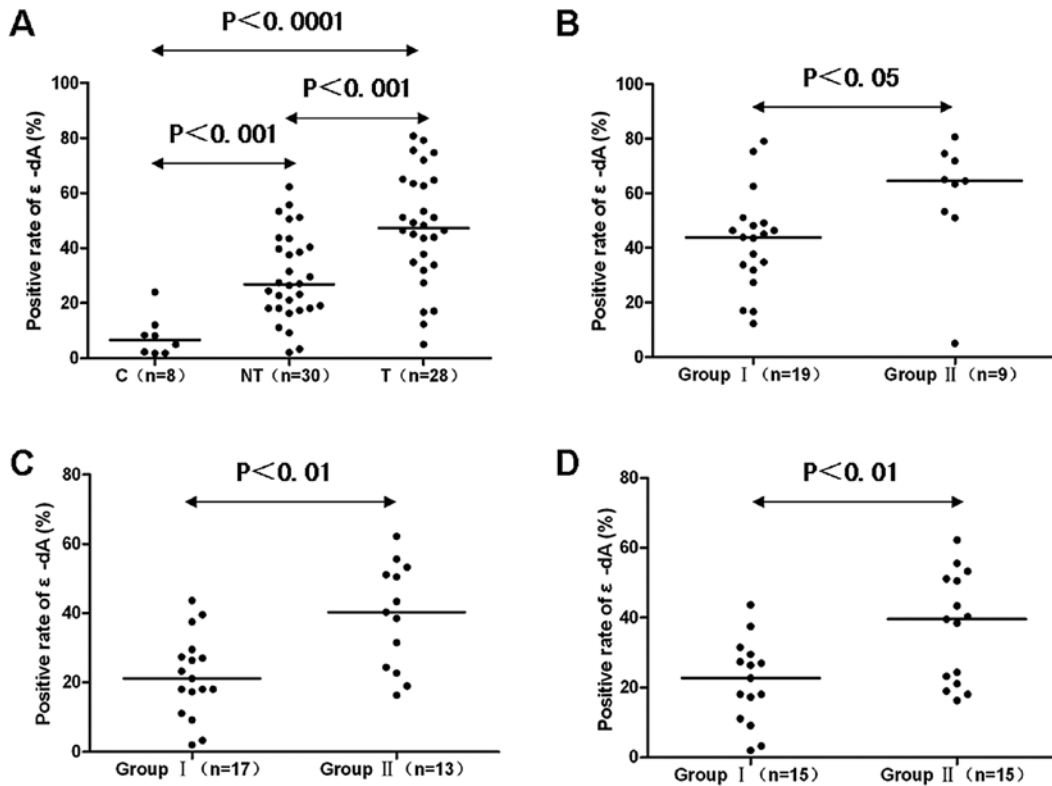 A
P<0.0001
P<0.001
P<0.001
Positive rate of ε -dA (%)
100
80
60
40
20
0
C (n=8)
NT (n=30)
T (n=28)
B
P<0.05
Positive rate of ε -dA (%)
100
80
60
40
20
0
Group Ⅰ (n=19)
Group Ⅱ (n=9)
C
P<0.01
Positive rate of ε -dA (%)
80
60
40
20
0
Group Ⅰ (n=17)
Group Ⅱ (n=13)
D
P<0.01
Positive rate of ε -dA (%)
80
60
40
20
0
Group Ⅰ (n=15)
Group Ⅱ (n=15)